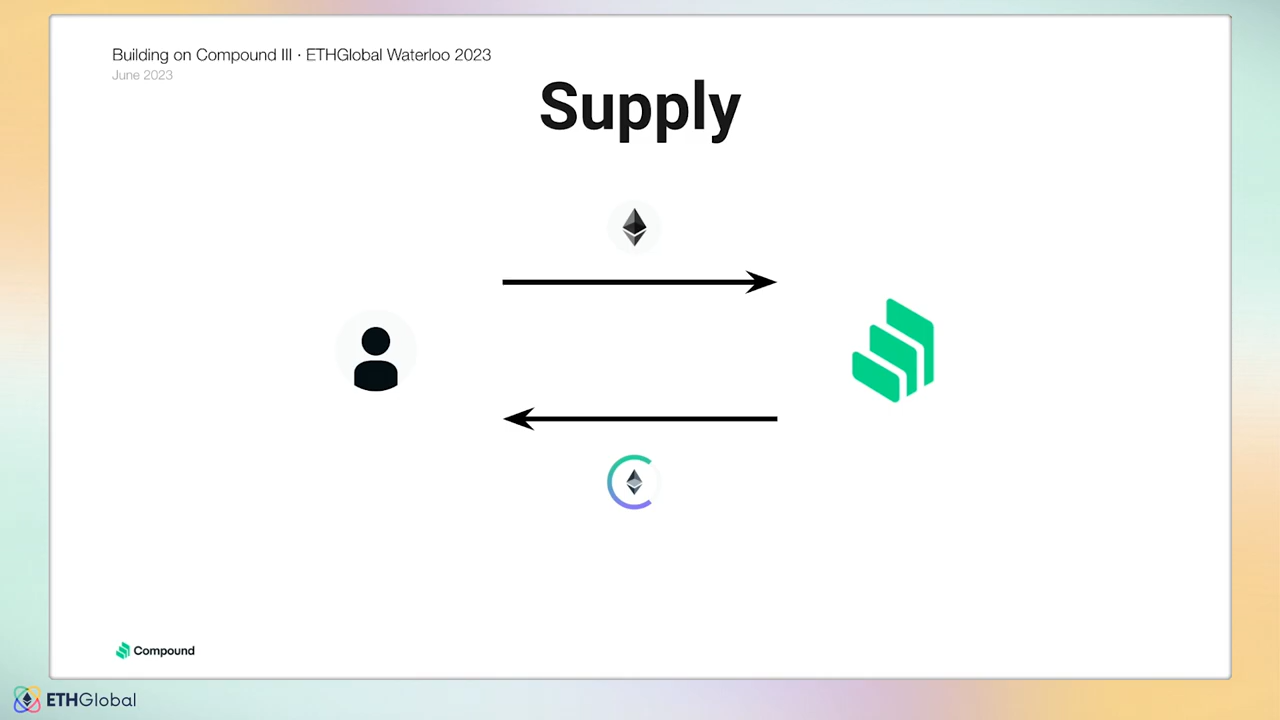 Building on Compound III · ETHGlobal Waterloo 2023
June 2023
Supply
Compound
ETHGlobal